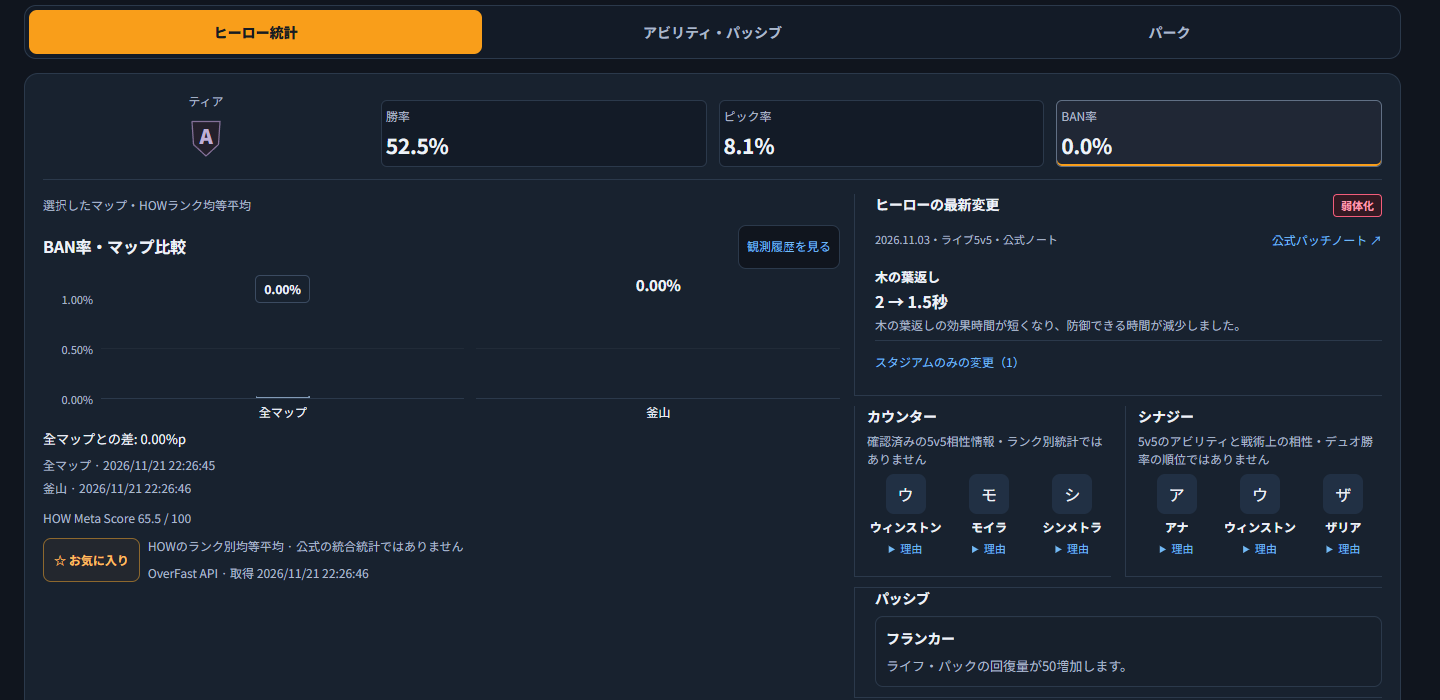 ヒーロー統計
アビリティ・パッシブ
パーク
ティア
A
勝率
52.5%
ピック率
8.1%
BAN率
0.0%
選択したマップ・HOWランク均等平均
BAN率・マップ比較
観測履歴を見る
0.00%
0.00%
1.00%
0.50%
0.00%
全マップ
釜山
全マップとの差: 0.00%p
全マップ · 2026/11/21 22:26:45
釜山 · 2026/11/21 22:26:46
HOW Meta Score 65.5 / 100
☆ お気に入り
HOWのランク別均等平均 · 公式の統合統計ではありません
OverFast API · 取得 2026/11/21 22:26:46
ヒーローの最新変更
弱体化
2026.11.03・ライブ5v5・公式ノート
公式パッチノート ↗
木の葉返し
2 → 1.5秒
木の葉返しの効果時間が短くなり、防御できる時間が減少しました。
スタジアムのみの変更（1）
カウンター
確認済みの5v5相性情報・ランク別統計では
ありません
ウ
モ
シ
ウィンストン
モイラ
シンメトラ
▶ 理由
▶ 理由
▶ 理由
シナジー
5v5のアビリティと戦術上の相性・デュオ勝
率の順位ではありません
ア
ウ
ザ
アナ
ウィンストン
ザリア
▶ 理由
▶ 理由
▶ 理由
パッシブ
フランカー
ライフ・パックの回復量が50増加します。